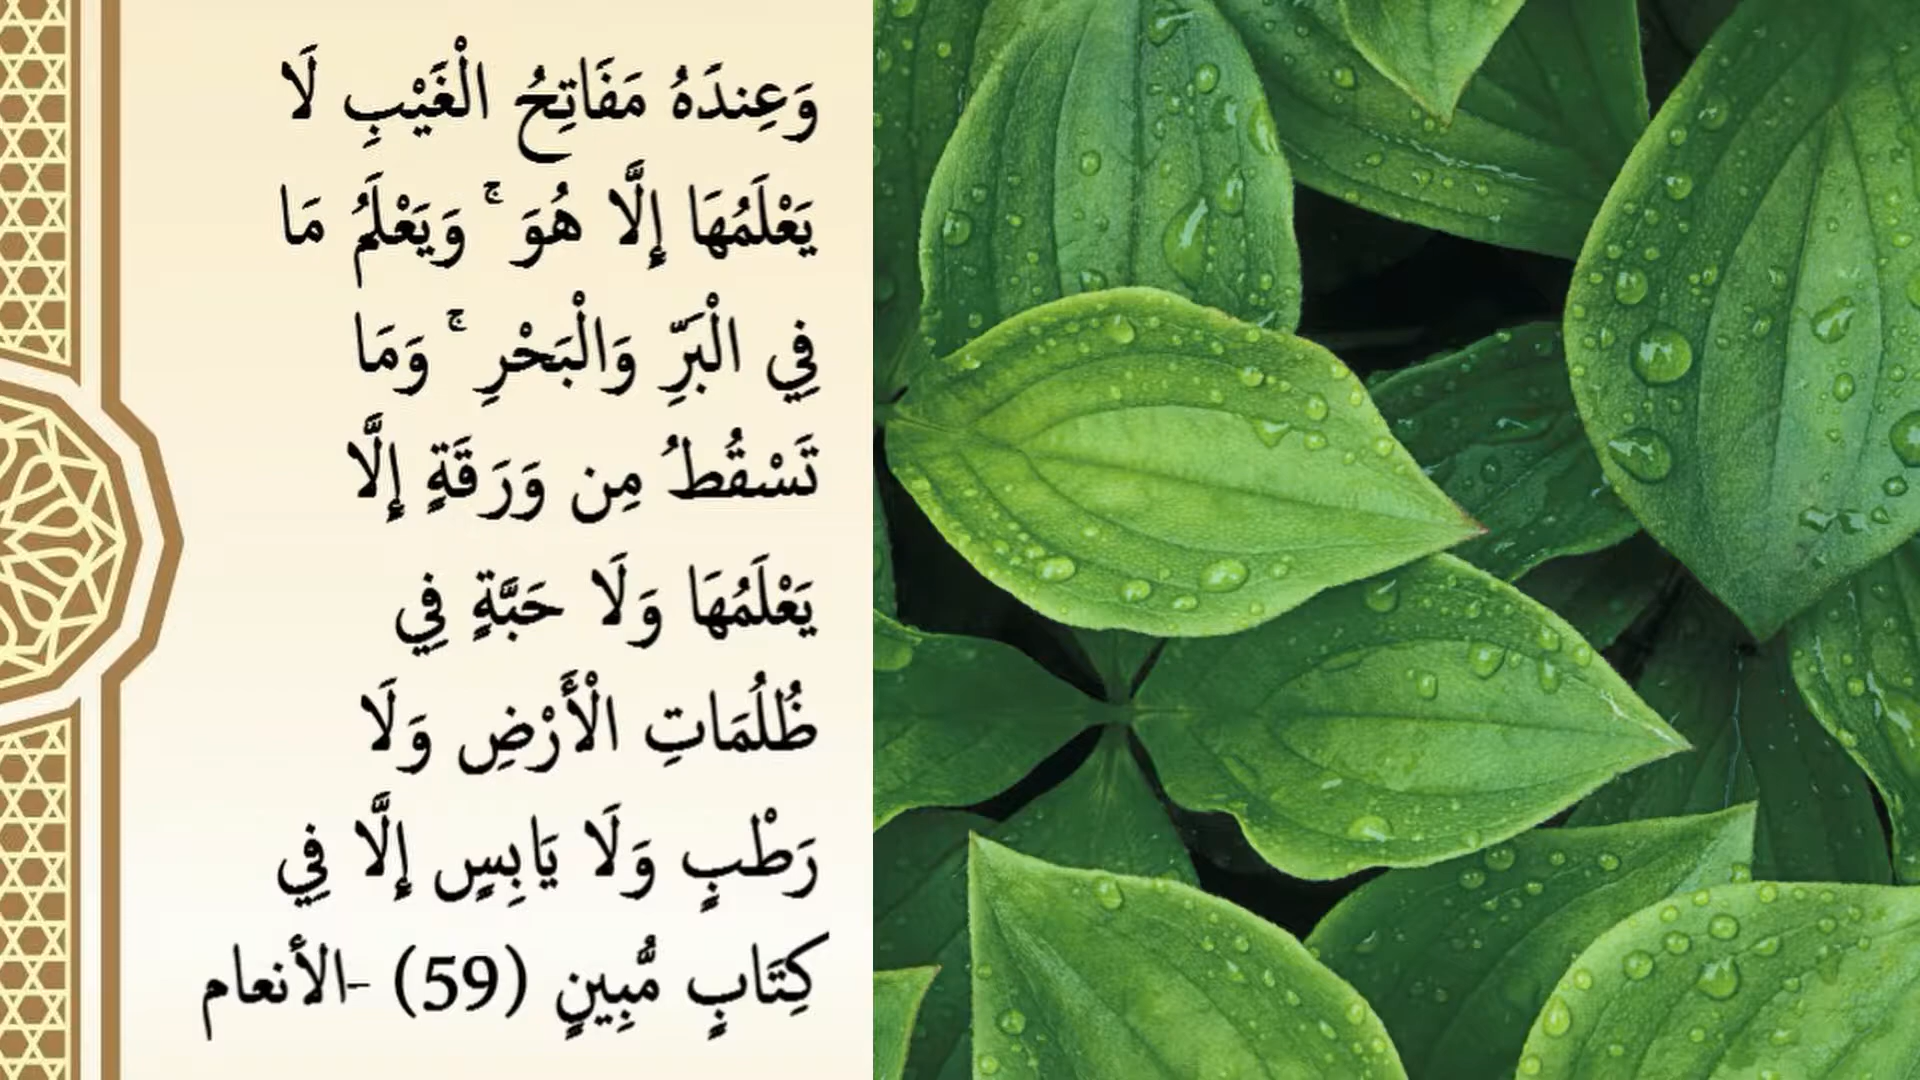 وَعِندَهُ مَفَاتِحُ الْغَيْبِ لَا
يَعْلَمُهَا إِلَّا هُوَ ۚ وَيَعْلَمُ مَا
فِي الْبَرِّ وَالْبَحْرِ ۚ وَمَا
تَسْقُطُ مِن وَرَقَةٍ إِلَّا
يَعْلَمُهَا وَلَا حَبَّةٍ فِي
ظُلُمَاتِ الْأَرْضِ وَلَا
رَطْبٍ وَلَا يَابِسٍ إِلَّا فِي
كِتَابٍ مُّبِينٍ (59) -الأنعام